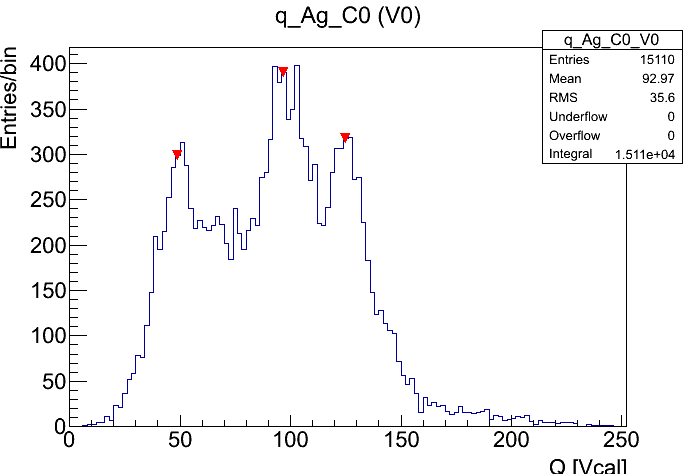 q_Ag_C0 (V0)
q_Ag_C0_V0
Entries 15110
Mean 92.97
RMS 35.6
Underflow 0
Overflow 0
Integral 1.511e+04
Entries/bin
400
350
300
250
200
150
100
50
0
0 50 100 150 200 250
Q [Vcal]